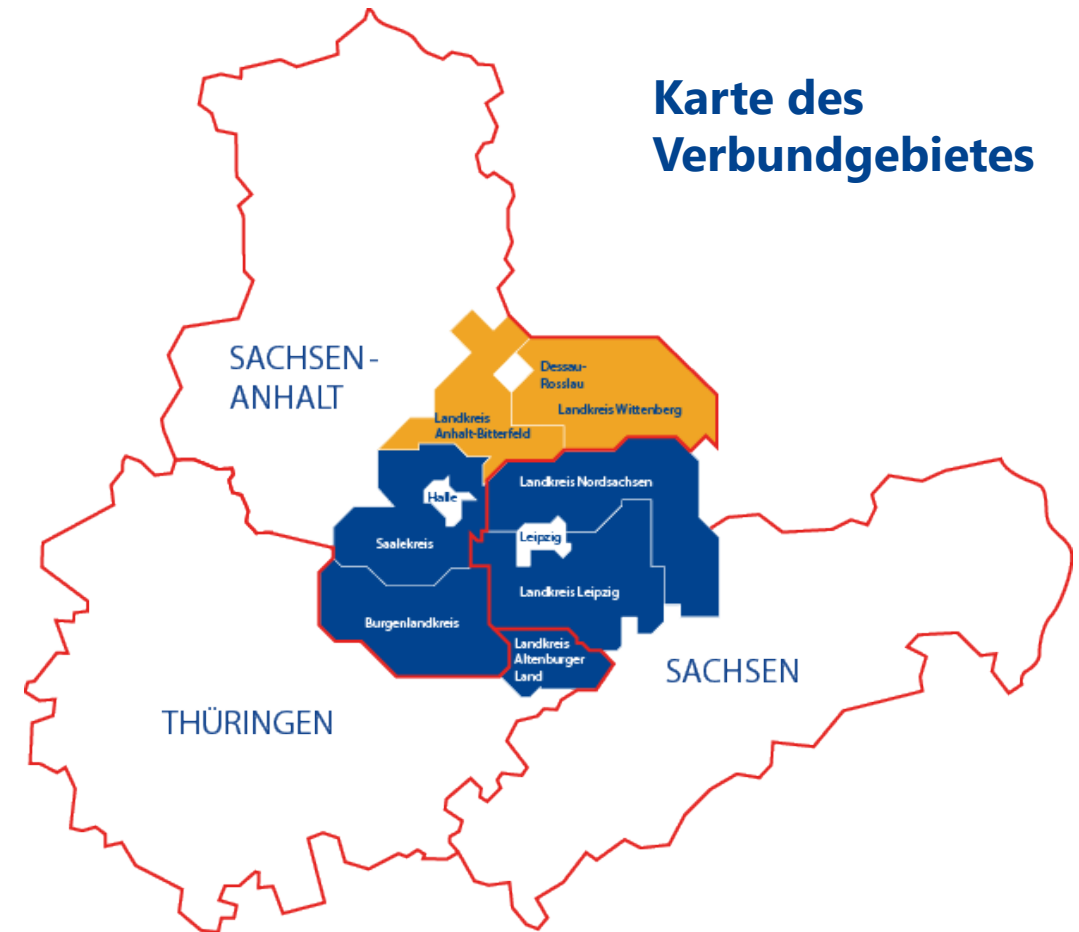 Karte des
Verbundgebietes
SACHSEN-
ANHALT
Dessau-
Rosslau
Landkreis Wittenberg
Landkreis
Anhalt-Bitterfeld
Landkreis Nordsachsen
Halle
Leipzig
Saalekreis
Landkreis Leipzig
Burgenlandkreis
Landkreis
Altenburger
Land
SACHSEN
THÜRINGEN